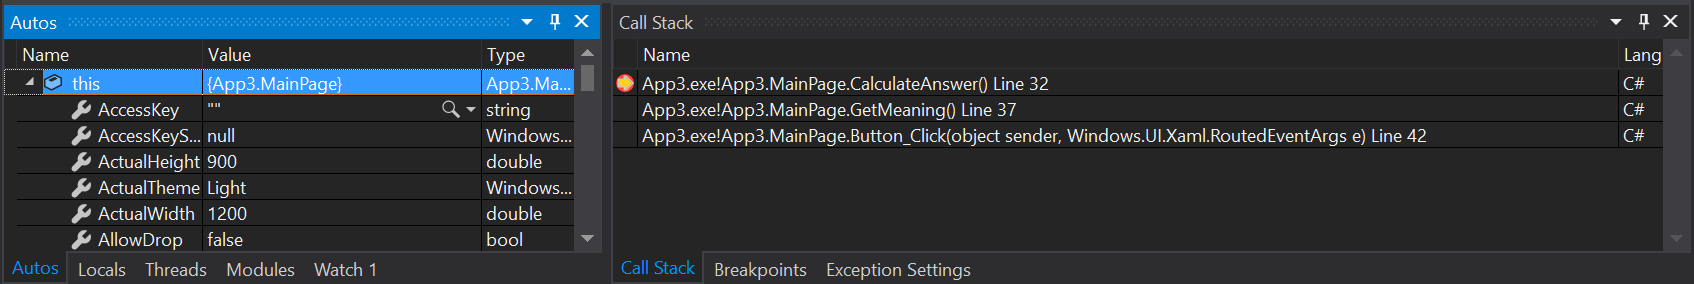 Autos
Name Value Type
this {App3.MainPage} App3.Ma...
AccessKey "" string
AccessKeyS... null Windows...
ActualHeight 900 double
ActualTheme Light Windows...
ActualWidth 1200 double
AllowDrop false bool
Autos Locals Threads Modules Watch 1
Call Stack
Name Lang
App3.exe!App3.MainPage.CalculateAnswer() Line 32 C#
App3.exe!App3.MainPage.GetMeaning() Line 37 C#
App3.exe!App3.MainPage.Button_Click(object sender, Windows.UI.Xaml.RoutedEventArgs e) Line 42 C#
Call Stack Breakpoints Exception Settings